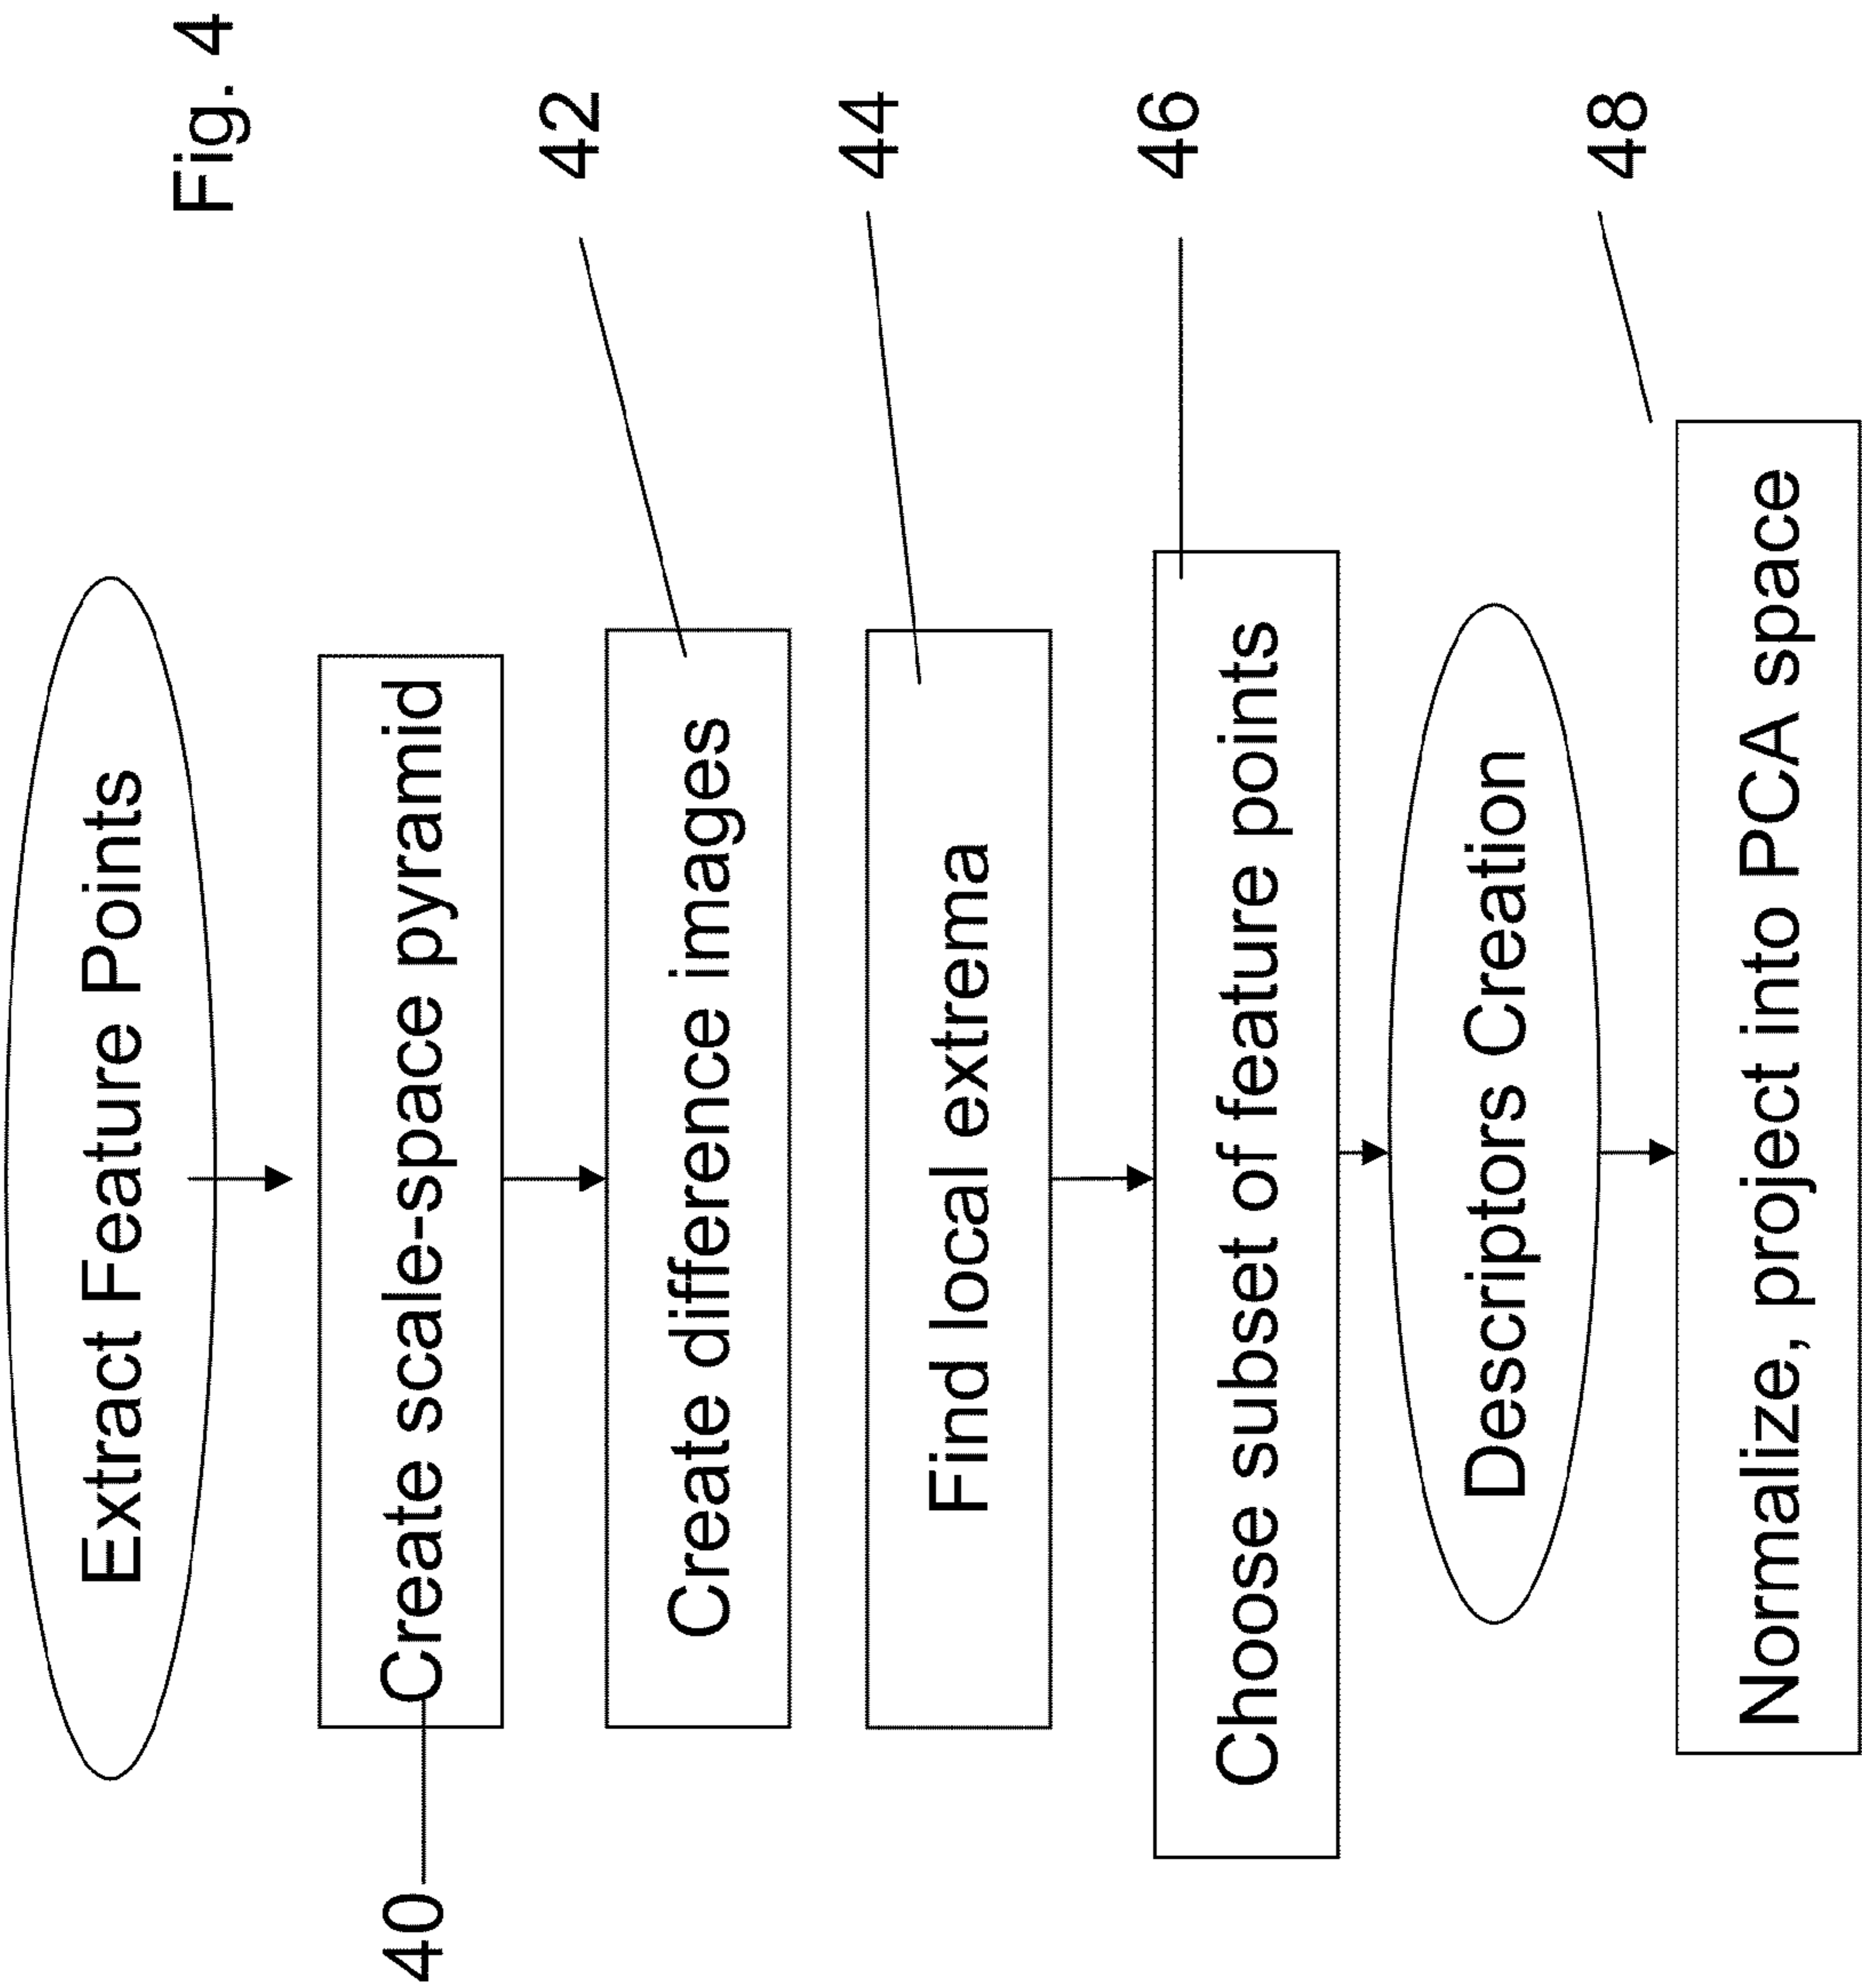 Fig. 4
Extract Feature Points
40
Create scale-space pyramid
42
Create difference images
44
Find local extrema
46
Choose subset of feature points
Descriptors Creation
48
Normalize, project into PCA space